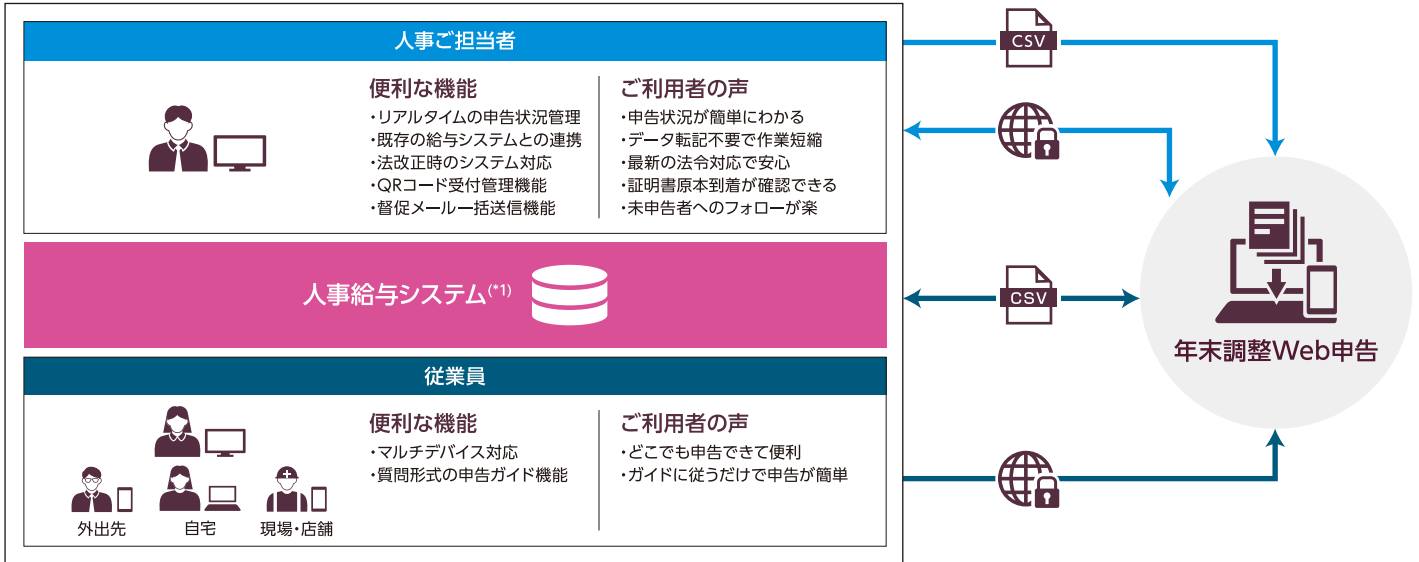 人事ご担当者
便利な機能
・リアルタイムの申告状況管理
・既存の給与システムとの連携
・法改正時のシステム対応
・QRコード受付管理機能
・督促メール一括送信機能
ご利用者の声
・申告状況が簡単にわかる
・データ転記不要で作業短縮
・最新の法令対応で安心
・証明書原本到着が確認できる
・未申告者へのフォローが楽
人事給与システム(*1)
従業員
外出先
自宅
現場・店舗
便利な機能
・マルチデバイス対応
・質問形式の申告ガイド機能
ご利用者の声
・どこでも申告できて便利
・ガイドに従うだけで申告が簡単
CSV
CSV
年末調整Web申告